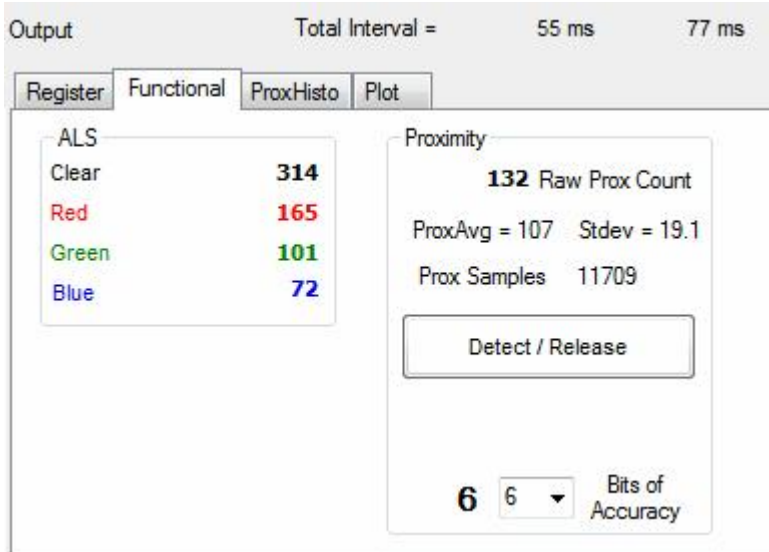 Output Total Interval = 55 ms 77 ms
Register Functional ProxHisto Plot
ALS
Clear 314
Red 165
Green 101
Blue 72
Proximity
132 Raw Prox Count
ProxAvg = 107 Stdev = 19.1
Prox Samples 11709
Detect / Release
6 6 Bits of
Accuracy